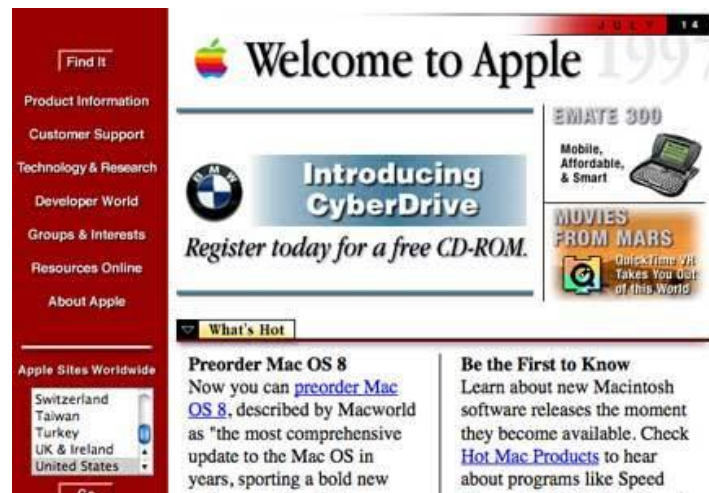 JULY 14
1997
Welcome to Apple
Find It
Product Information
Customer Support
Technology & Research
Developer World
Groups & Interests
Resources Online
About Apple
Apple Sites Worldwide
Switzerland
Taiwan
Turkey
UK & Ireland
United States
Go
BMW
Introducing
CyberDrive
Register today for a free CD-ROM.
EMATE 300
Mobile,
Affordable,
& Smart
MOVIES
FROM MARS
QuickTime VR
Takes You Out
of this World
What's Hot
Preorder Mac OS 8
Now you can preorder Mac
OS 8, described by Macworld
as "the most comprehensive
update to the Mac OS in
years, sporting a bold new
Be the First to Know
Learn about new Macintosh
software releases the moment
they become available. Check
Hot Mac Products to hear
about programs like Speed